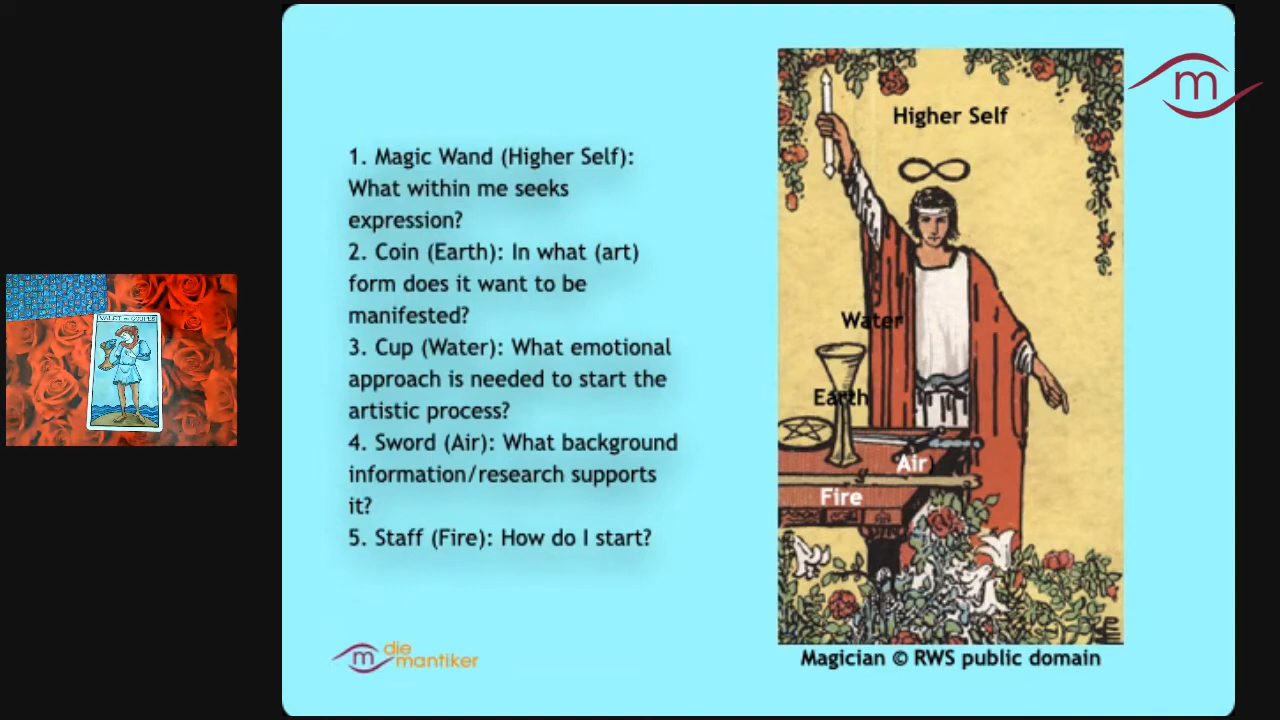 1. Magic Wand (Higher Self):
What within me seeks
expression?
2. Coin (Earth): In what (art)
form does it want to be
manifested?
3. Cup (Water): What emotional
approach is needed to start the
artistic process?
4. Sword (Air): What background
information/research supports
it?
5. Staff (Fire): How do I start?
m
die
mantiker
Higher Self
Water
Earth
Air
Fire
Magician © RWS public domain
m